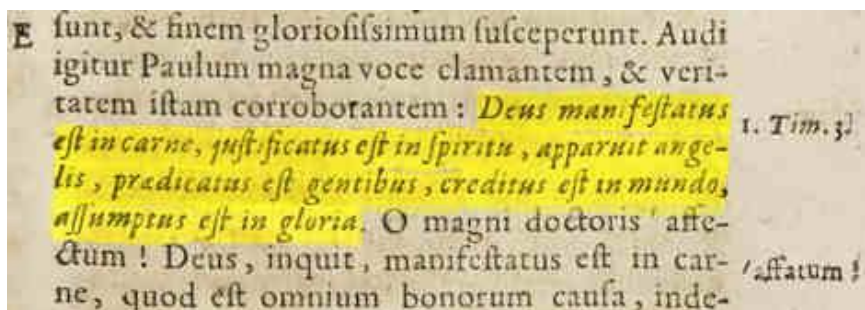 E ſunt, & finem glorioſiſsimum ſuſceperunt. Audi
igitur Paulum magna voce clamantem, & veri-
tatem iſtam corroborantem : Deus manifeſtatus
1. Tim. 3.
eſt in carne, juſtificatus eſt in ſpiritu, apparuit ange-
lis, prædicatus eſt gentibus, creditus eſt in mundo,
aſſumptus eſt in gloria. O magni doctoris ' affe-
ctum ! Deus, inquit, manifeſtatus eſt in car-
'affatum !
ne, quod eſt omnium bonorum cauſa, inde-